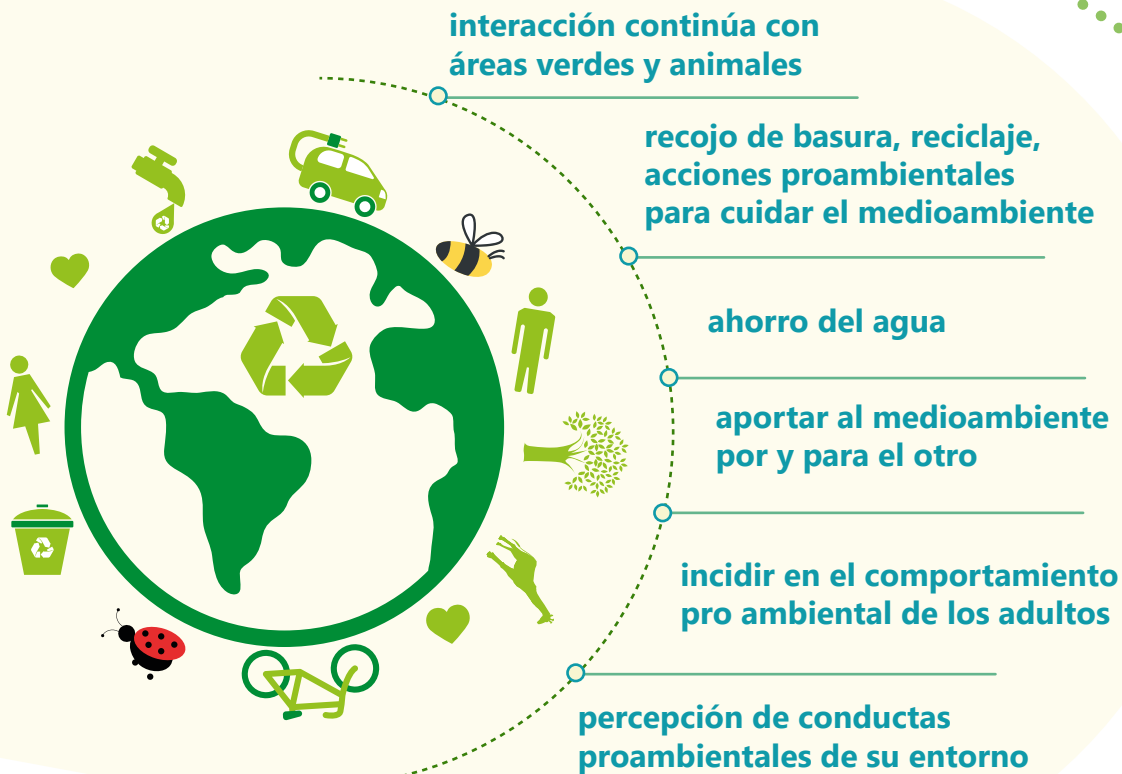 interacción continúa con
áreas verdes y animales
recojo de basura, reciclaje,
acciones proambientales
para cuidar el medioambiente
ahorro del agua
aportar al medioambiente
por y para el otro
incidir en el comportamiento
pro ambiental de los adultos
percepción de conductas
proambientales de su entorno